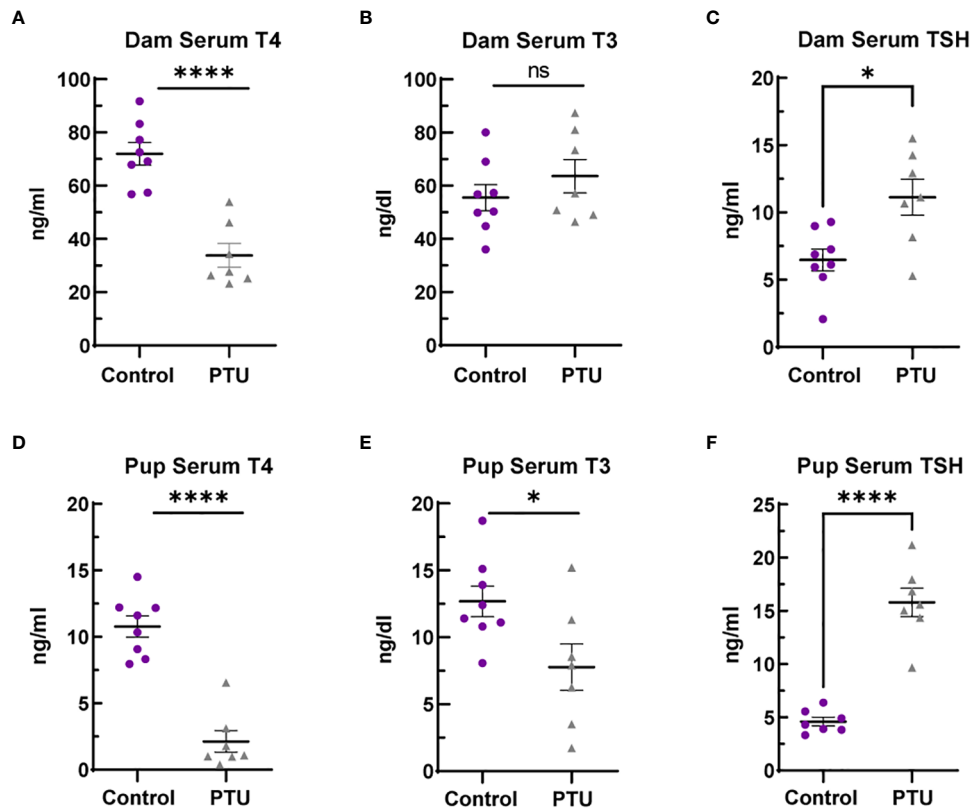 A
Dam Serum T4
****
100
80
60
40
20
0
ng/ml
Control PTU
B
Dam Serum T3
ns
100
80
60
40
20
0
ng/dl
Control PTU
C
Dam Serum TSH
*
20
15
10
5
0
ng/ml
Control PTU
D
Pup Serum T4
****
20
15
10
5
0
ng/ml
Control PTU
E
Pup Serum T3
*
20
15
10
5
0
ng/dl
Control PTU
F
Pup Serum TSH
****
25
20
15
10
5
0
ng/ml
Control PTU